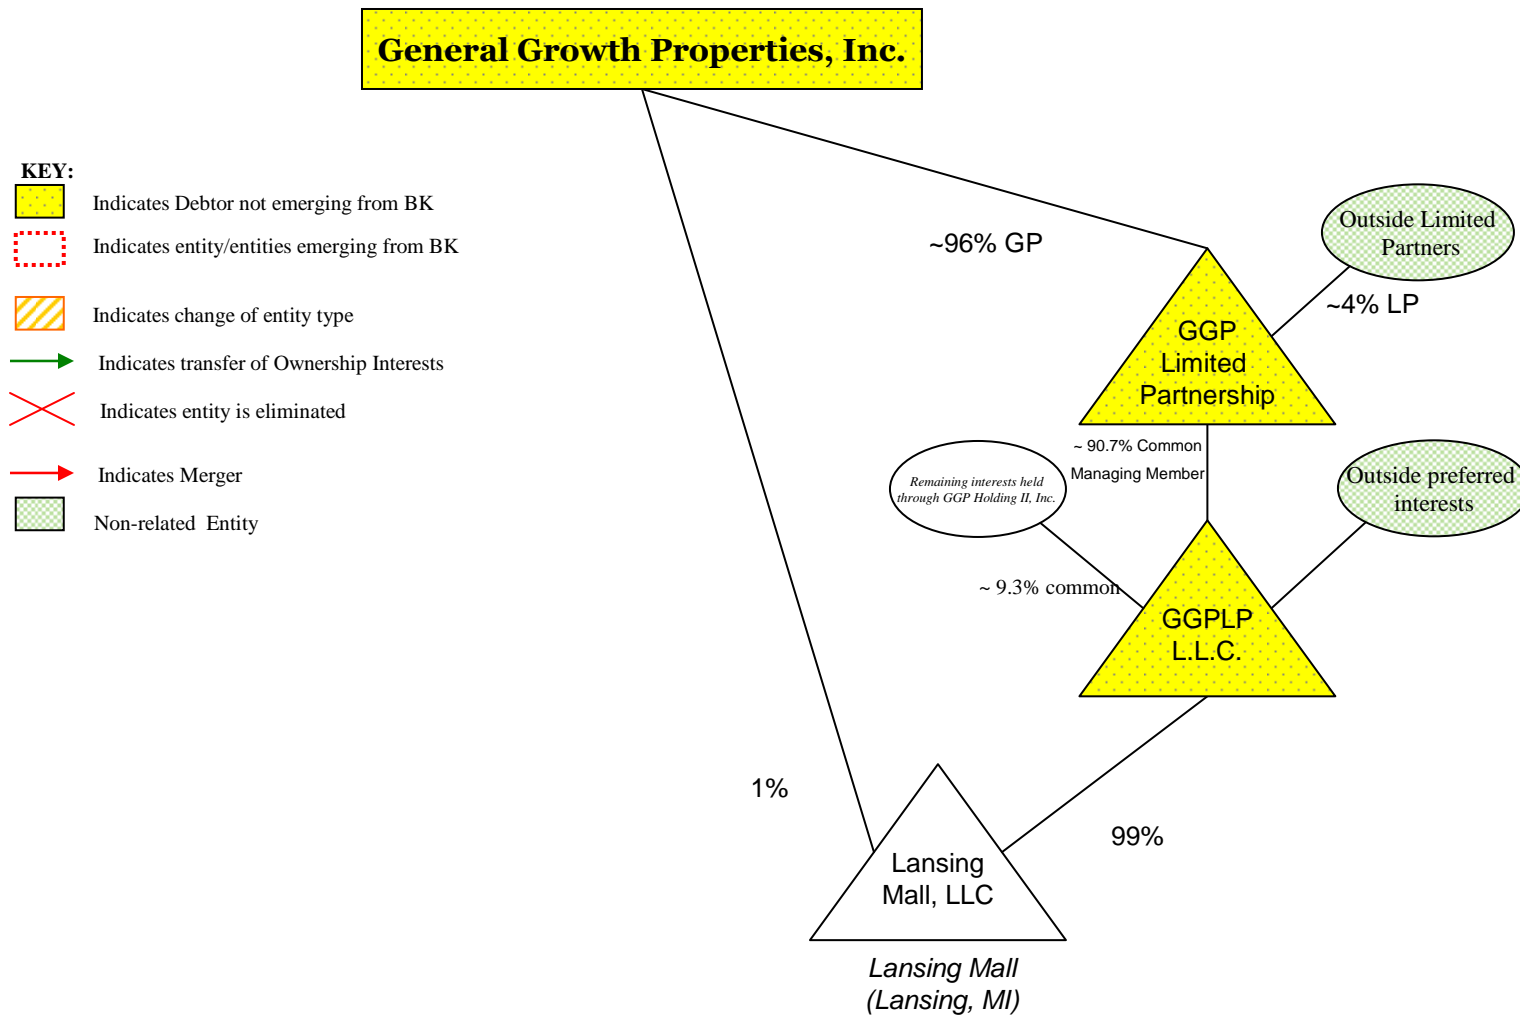 General Growth Properties, Inc.
KEY:
Indicates Debtor not emerging from BK
Indicates entity/entities emerging from BK
Indicates change of entity type
Indicates transfer of Ownership Interests
Indicates entity is eliminated
Indicates Merger
Non-related Entity
~96% GP
Outside Limited
Partners
~4% LP
GGP
Limited
Partnership
~ 90.7% Common
Managing Member
Remaining interests held
through GGP Holding II, Inc.
Outside preferred
interests
~ 9.3% common
GGPLP
L.L.C.
1%
99%
Lansing
Mall, LLC
Lansing Mall
(Lansing, MI)